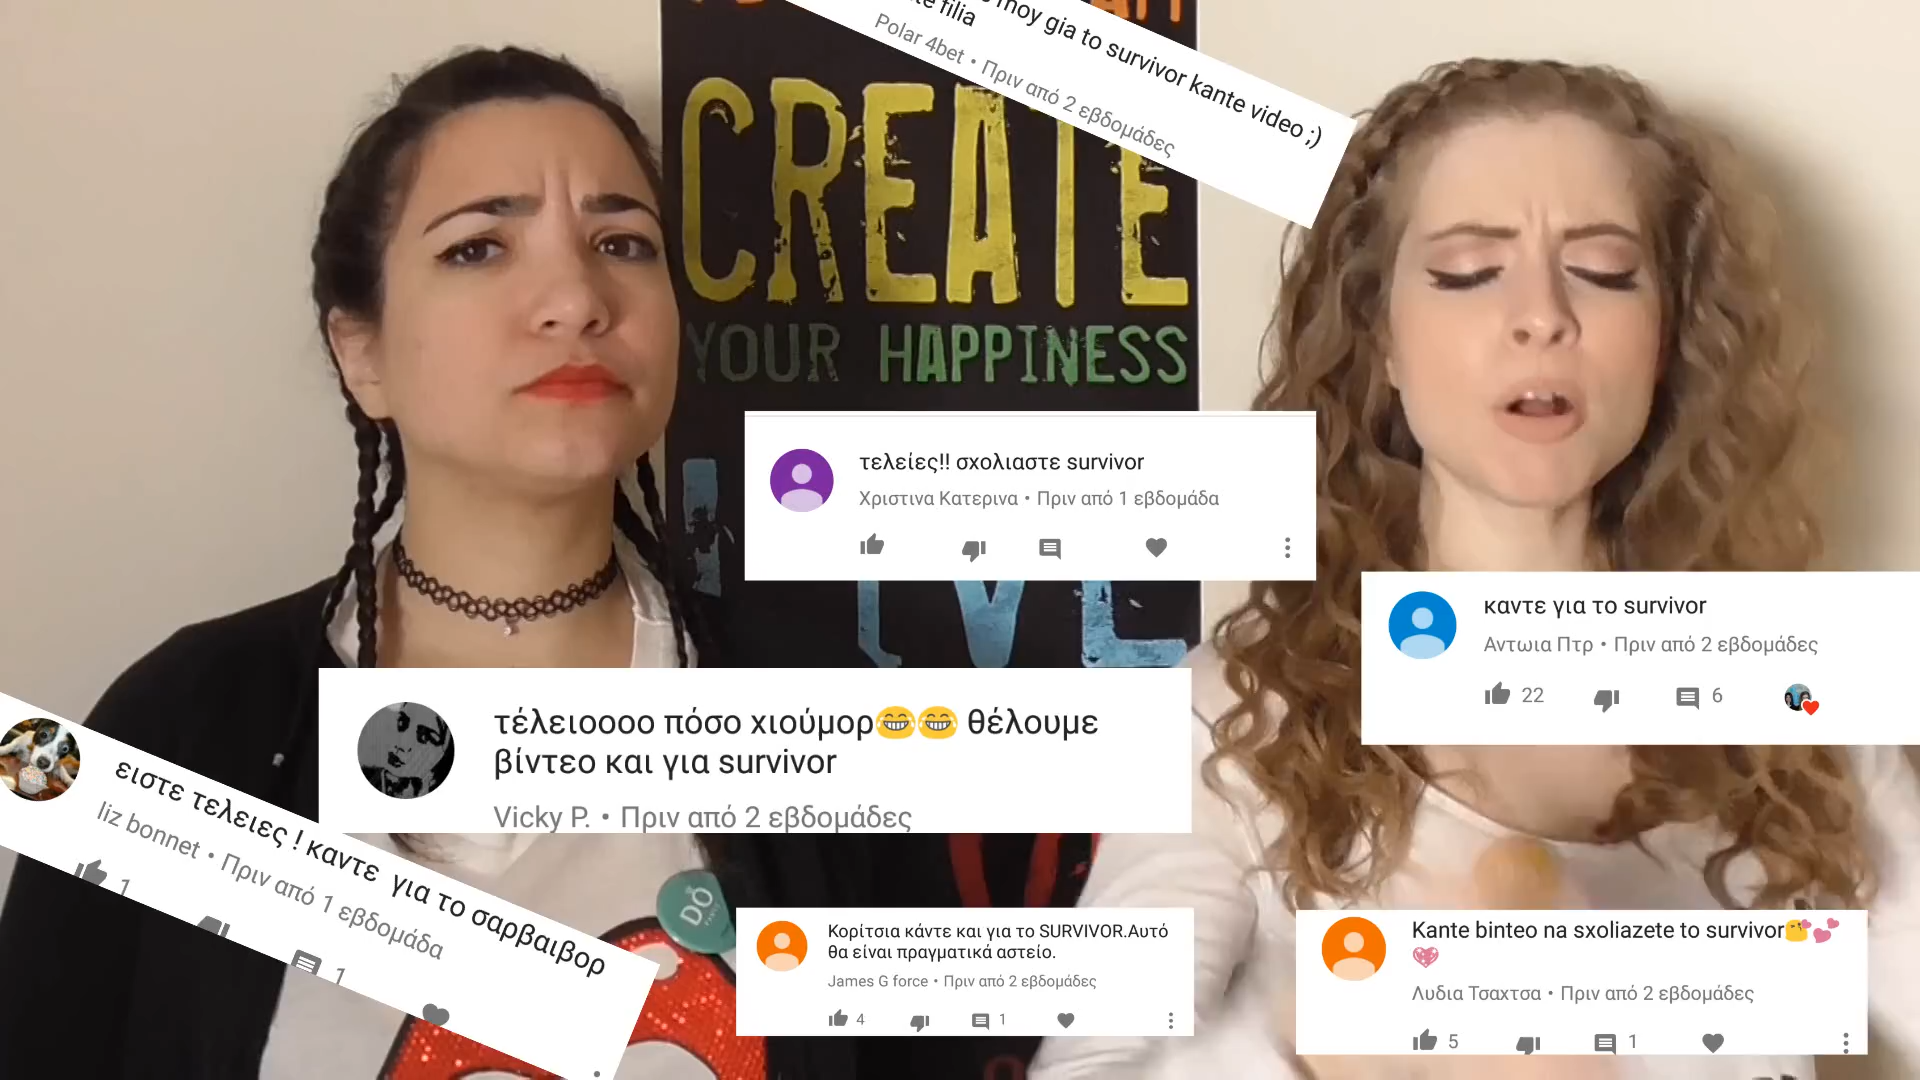 moy gia to survivor kante video ;)
filia
Polar 4bet • Πριν από 2 εβδομάδες
CREATE
YOUR HAPPINESS
τελείες!! σχολιαστε survivor
Χριστινα Κατερινα • Πριν από 1 εβδομάδα
καντε για το survivor
Αντωια Πτρ • Πριν από 2 εβδομάδες
22
6
τέλειοοοο πόσο χιούμορ😂😂 θέλουμε
βίντεο και για survivor
Vicky P. • Πριν από 2 εβδομάδες
ειστε τελειες ! καντε για το σαρβαιβορ
liz bonnet • Πριν από 1 εβδομάδα
1
1
DO
Κορίτσια κάντε και για το SURVIVOR.Αυτό
θα είναι πραγματικά αστείο.
James G force • Πριν από 2 εβδομάδες
4
1
Kante binteo na sxoliazete to survivor😘💕
💖
Λυδια Τσαχτσα • Πριν από 2 εβδομάδες
5
1